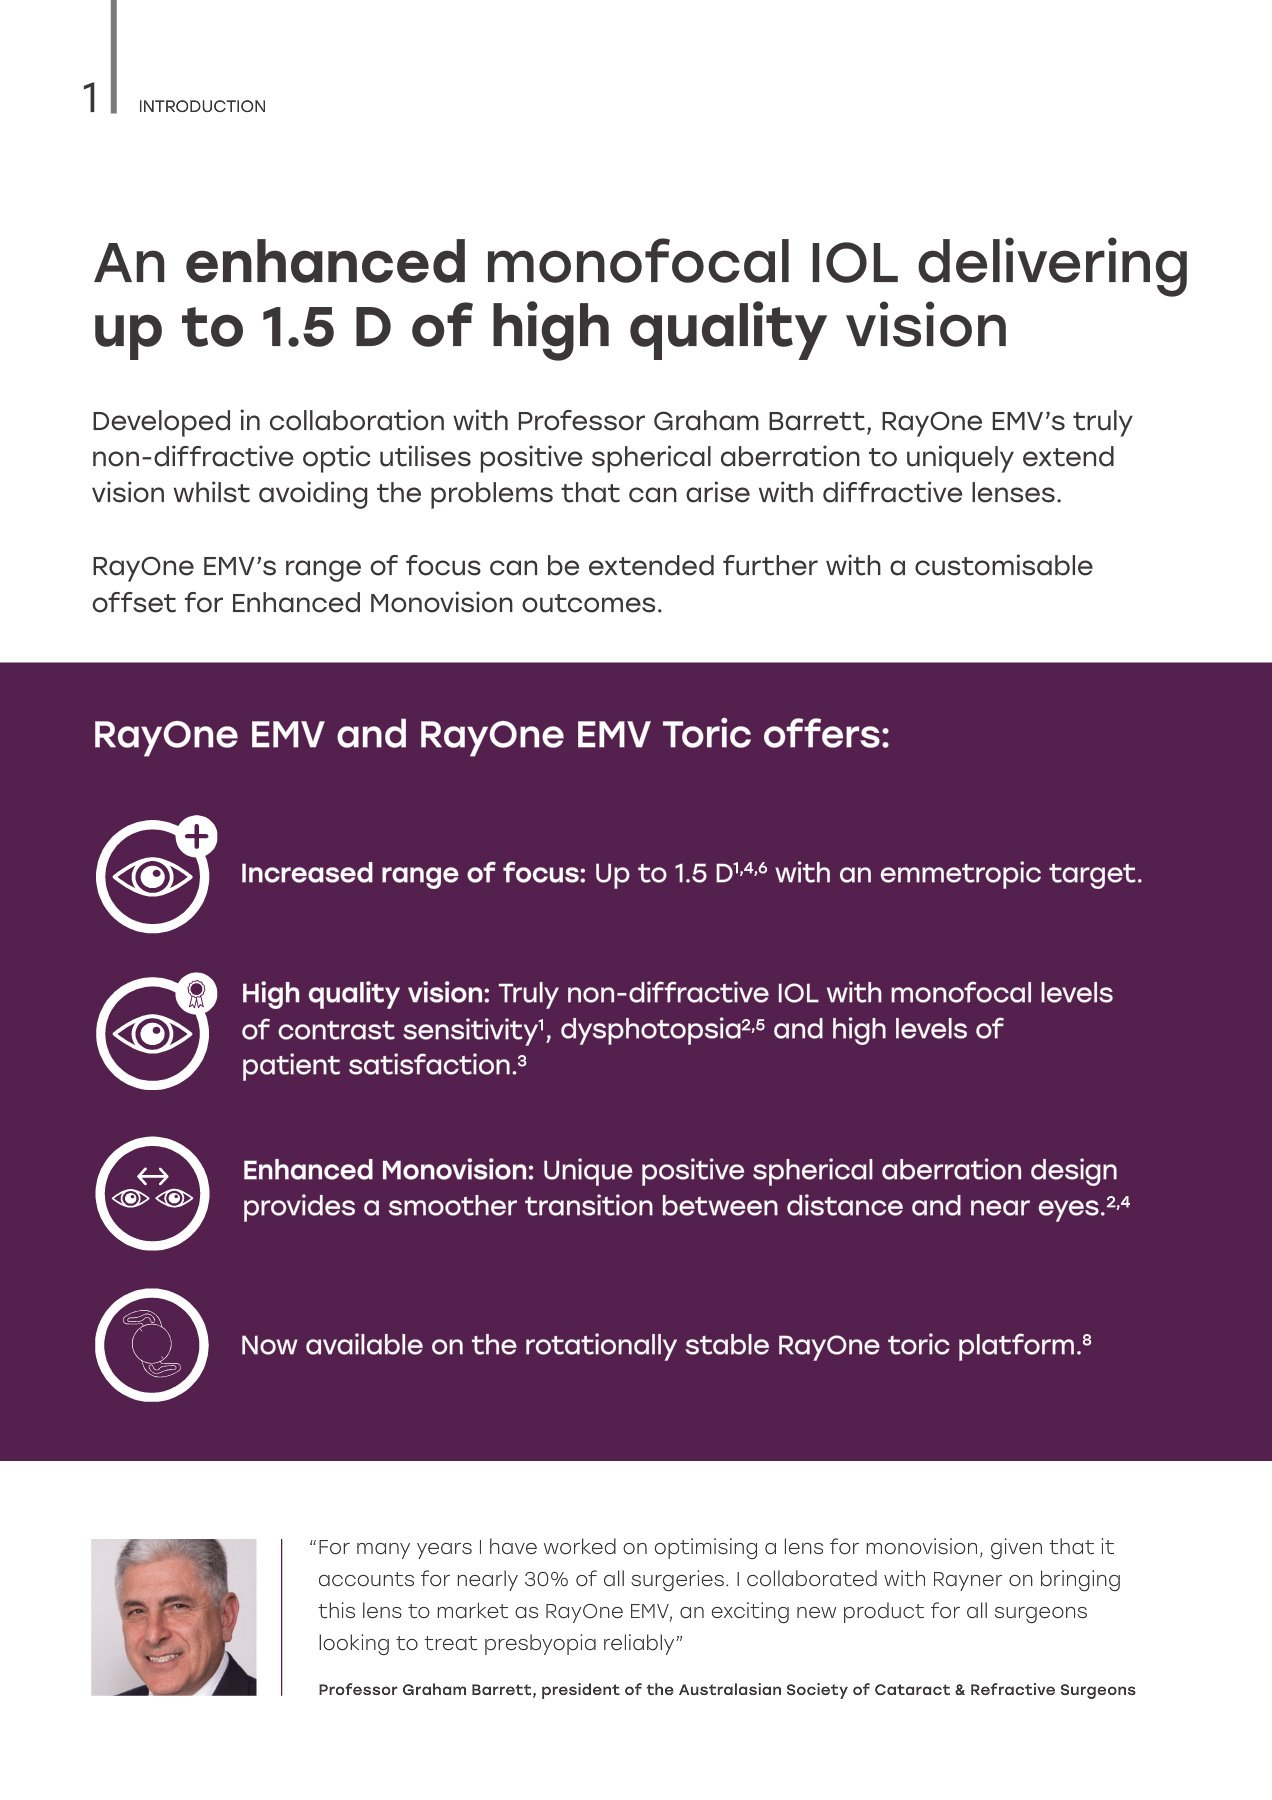 1
INTRODUCTION
An enhanced monofocal IOL delivering
up to 1.5 D of high quality vision
Developed in collaboration with Professor Graham Barrett, RayOne EMV’s truly
non-diffractive optic utilises positive spherical aberration to uniquely extend
vision whilst avoiding the problems that can arise with diffractive lenses.
RayOne EMV’s range of focus can be extended further with a customisable
offset for Enhanced Monovision outcomes.
RayOne EMV and RayOne EMV Toric offers:
Increased range of focus: Up to 1.5 D¹,⁴,⁶ with an emmetropic target.
High quality vision: Truly non-diffractive IOL with monofocal levels
of contrast sensitivity¹, dysphotopsia²,⁵ and high levels of
patient satisfaction.³
Enhanced Monovision: Unique positive spherical aberration design
provides a smoother transition between distance and near eyes.²,⁴
Now available on the rotationally stable RayOne toric platform.⁸
“For many years I have worked on optimising a lens for monovision, given that it
accounts for nearly 30% of all surgeries. I collaborated with Rayner on bringing
this lens to market as RayOne EMV, an exciting new product for all surgeons
looking to treat presbyopia reliably”
Professor Graham Barrett, president of the Australasian Society of Cataract & Refractive Surgeons